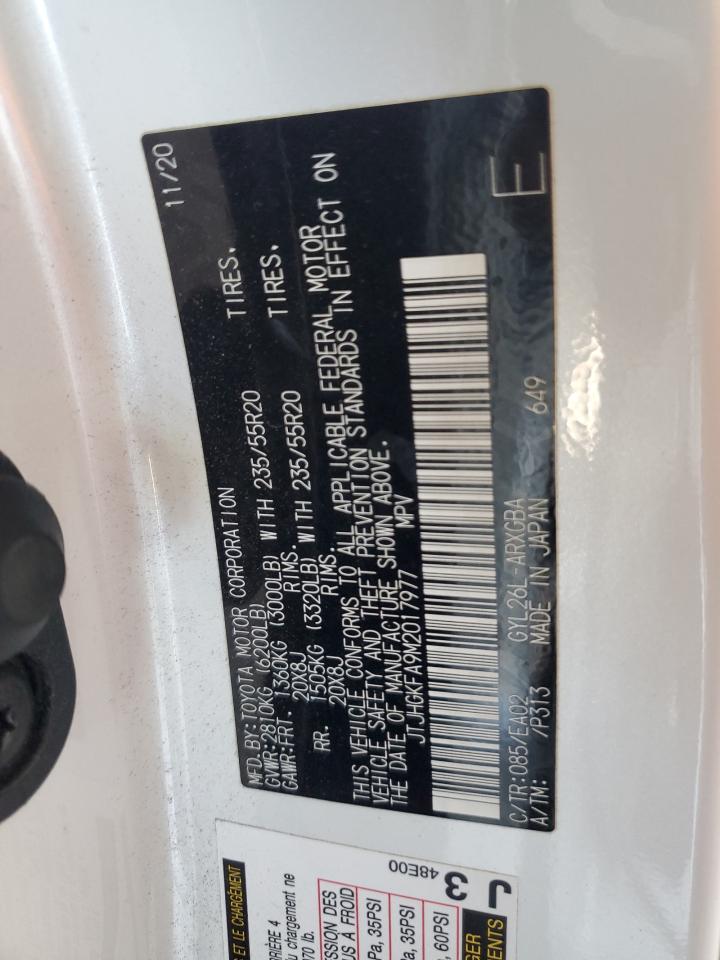 MFD.BY:TOYOTA MOTOR CORPORATION 11/20
GVWR:2810KG (6200LB)
GAWR:FRT. 1360KG (3000LB) WITH 235/55R20 TIRES.
20X8J RIMS.
RR. 1505KG (3320LB) WITH 235/55R20 TIRES.
20X8J RIMS.
THIS VEHICLE CONFORMS TO ALL APPLICABLE FEDERAL MOTOR
VEHICLE SAFETY AND THEFT PREVENTION STANDARDS IN EFFECT ON
THE DATE OF MANUFACTURE SHOWN ABOVE.
JTJHGKFA9M2017977 MPV
C/TR:085/EA02 GYL26L-ARXGBA
A/TM: /P313 MADE IN JAPAN 649
E
ET LE CHARGEMENT
RRIÈRE 4
du chargement ne
970 lb.
SSION DES
US À FROID
Pa, 35PSI
a, 35PSI
, 60PSI
GER
ENTS
3
48E00